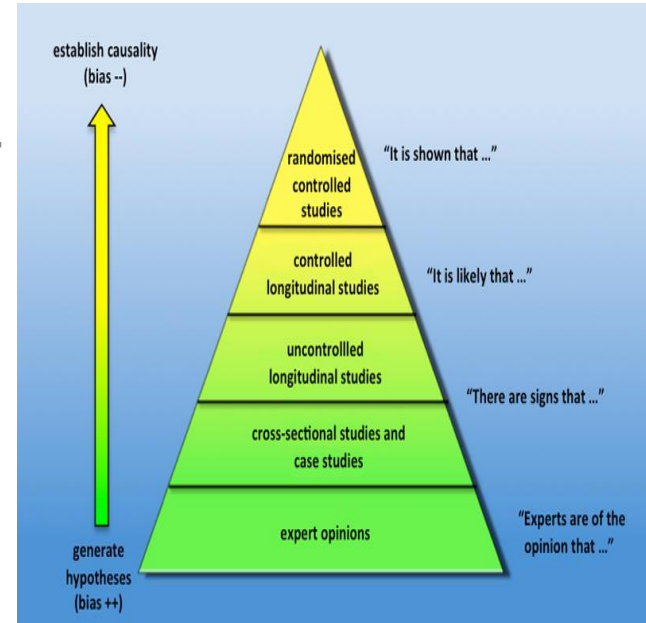 establish causality
(bias --)
randomised
controlled
studies
"It is shown that ..."
controlled
longitudinal studies
"It is likely that ..."
uncontrollled
longitudinal studies
"There are signs that ..."
cross-sectional studies and
case studies
expert opinions
"Experts are of the
opinion that ..."
generate
hypotheses
(bias ++)